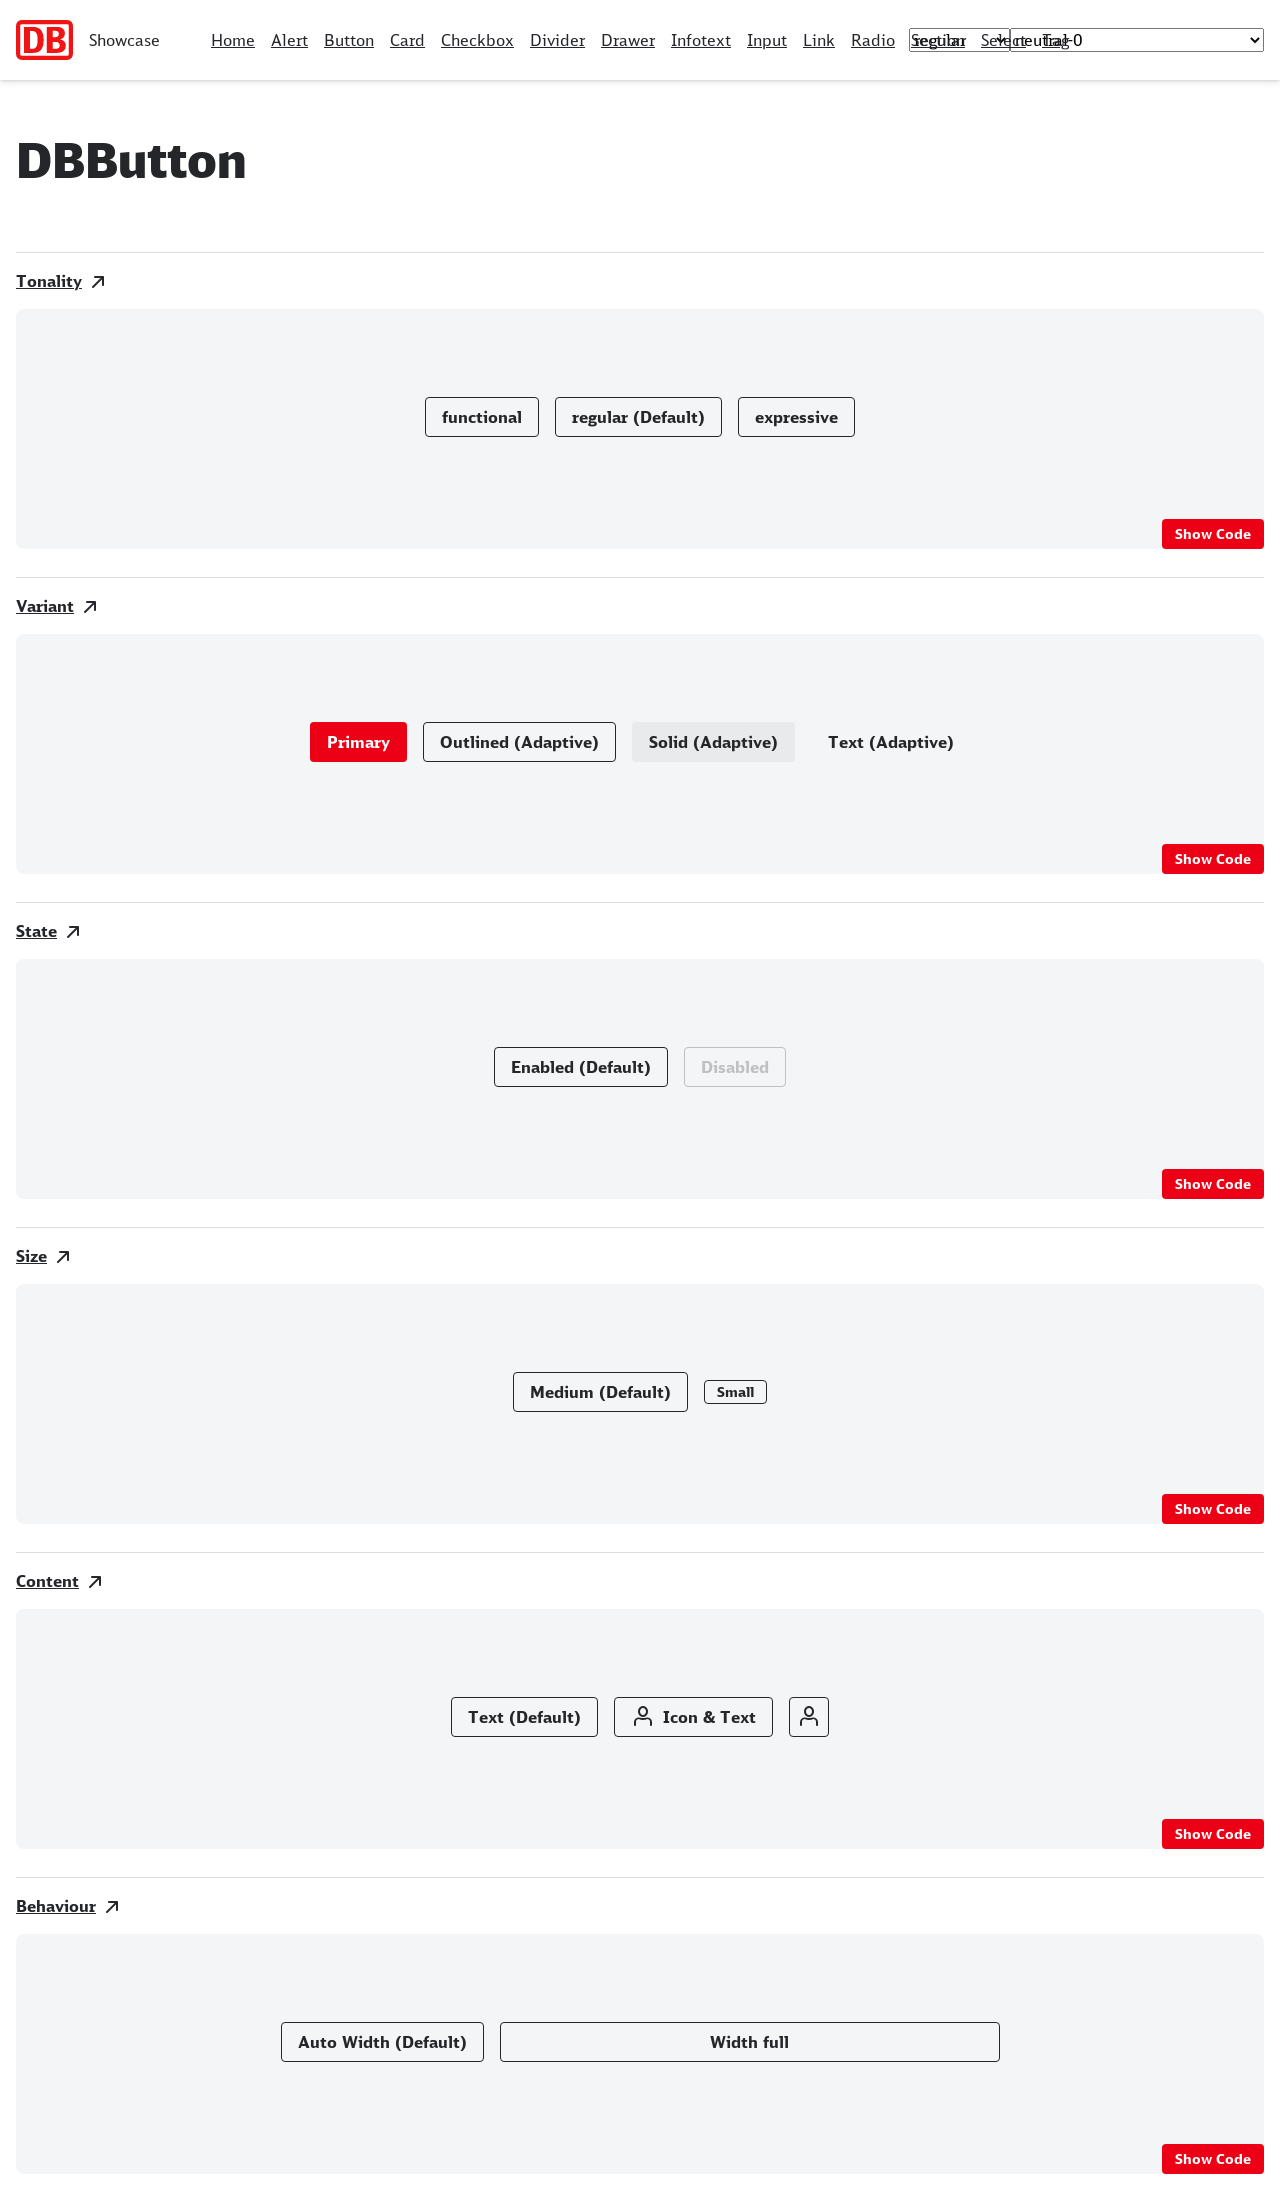 DB Showcase Home Alert Button Card Checkbox Divider Drawer Infotext Input Link Radio Select Tag regular neutral-0
DBButton
Tonality
functional regular (Default) expressive
Show Code
Variant
Primary Outlined (Adaptive) Solid (Adaptive) Text (Adaptive)
Show Code
State
Enabled (Default) Disabled
Show Code
Size
Medium (Default) Small
Show Code
Content
Text (Default) Icon & Text
Show Code
Behaviour
Auto Width (Default) Width full
Show Code